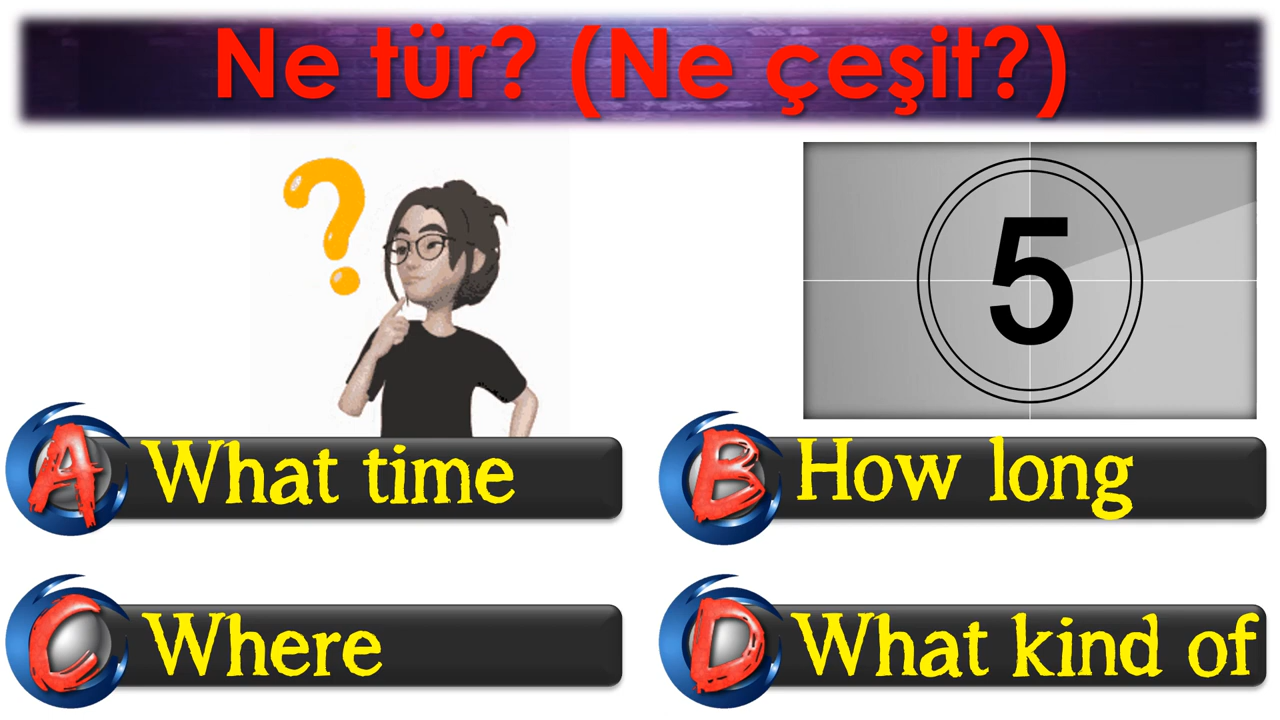 Ne tür? (Ne çeşit?)
?
5
A What time
B How long
C Where
D What kind of